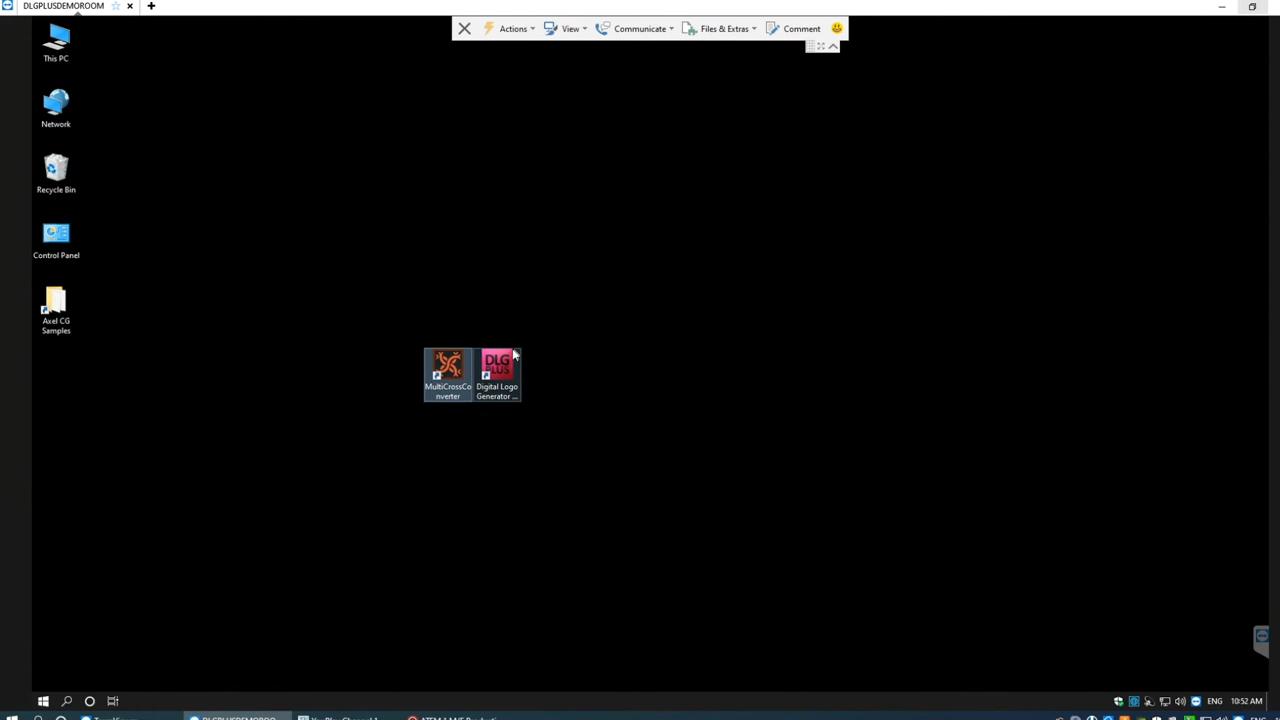 DLGPLUSDEMOROOM
Actions
View
Communicate
Files & Extras
Comment
This PC
Network
Recycle Bin
Control Panel
Axel CG
Samples
MultiCrossCo
nverter
DLG
PLUS
Digital Logo
Generator ...
ENG
10:52 AM